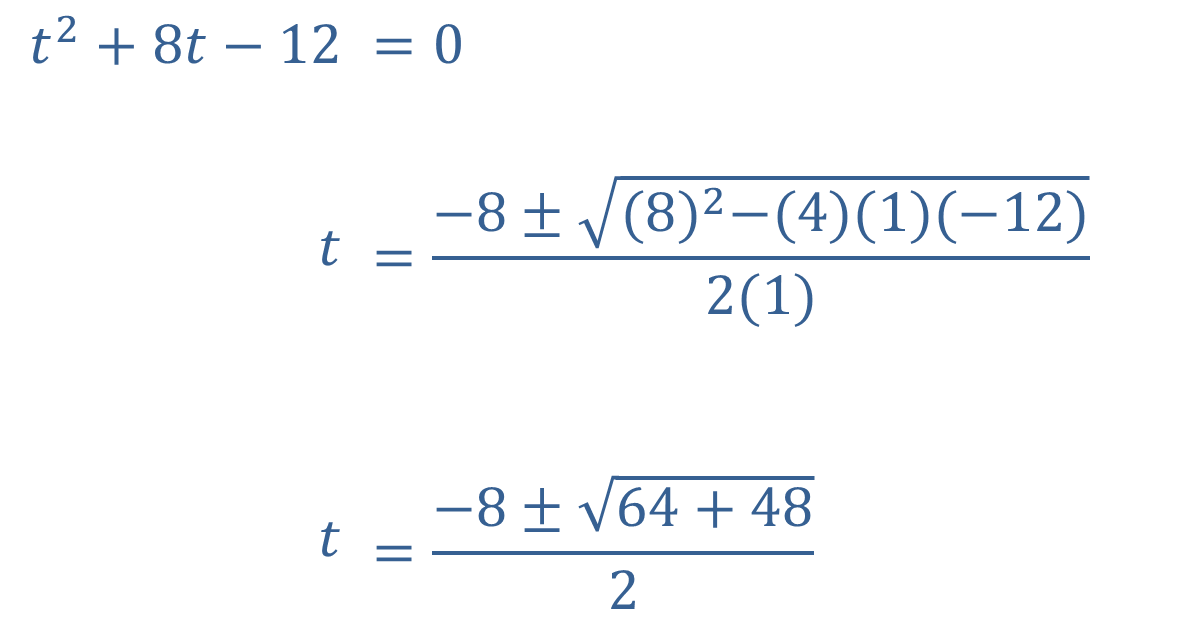 t² + 8t − 12 = 0
t = (−8 ± √((8)²−(4)(1)(−12))) / 2(1)
t = (−8 ± √(64 + 48)) / 2